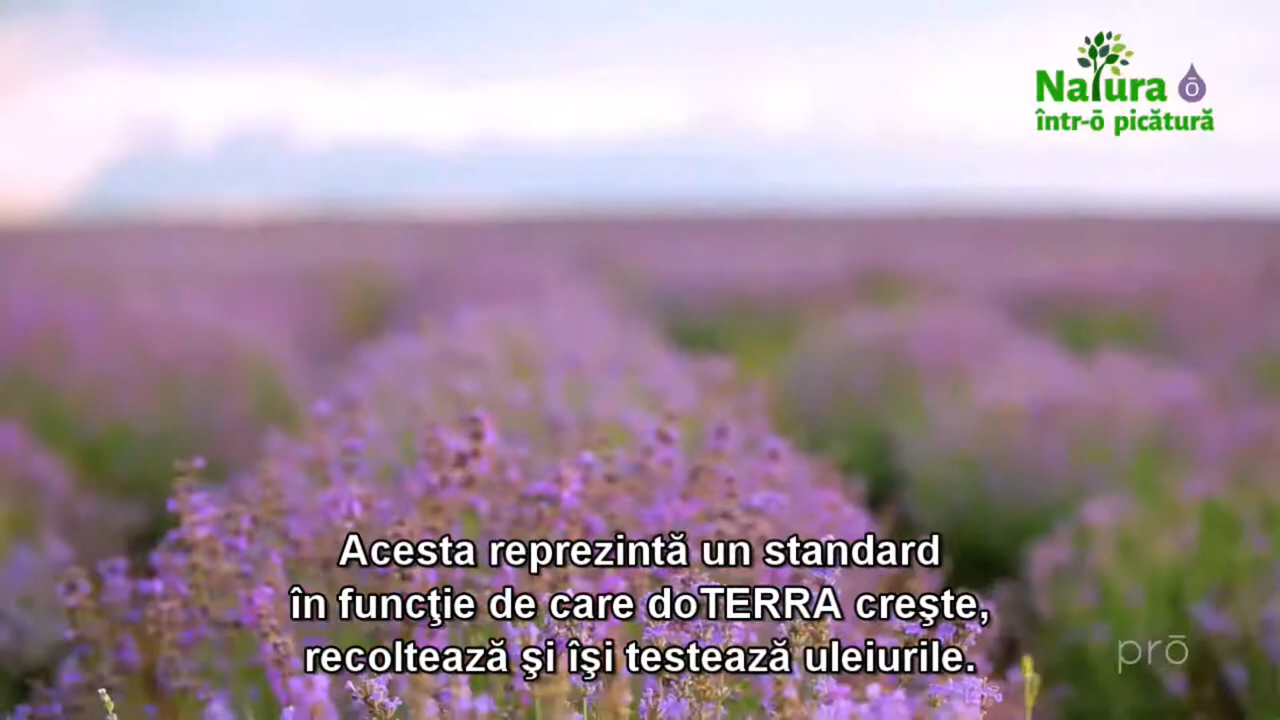 Natura ō
într-ō picătură
Acesta reprezintă un standard
în funcţie de care doTERRA creşte,
recoltează şi îşi testează uleiurile.
prō